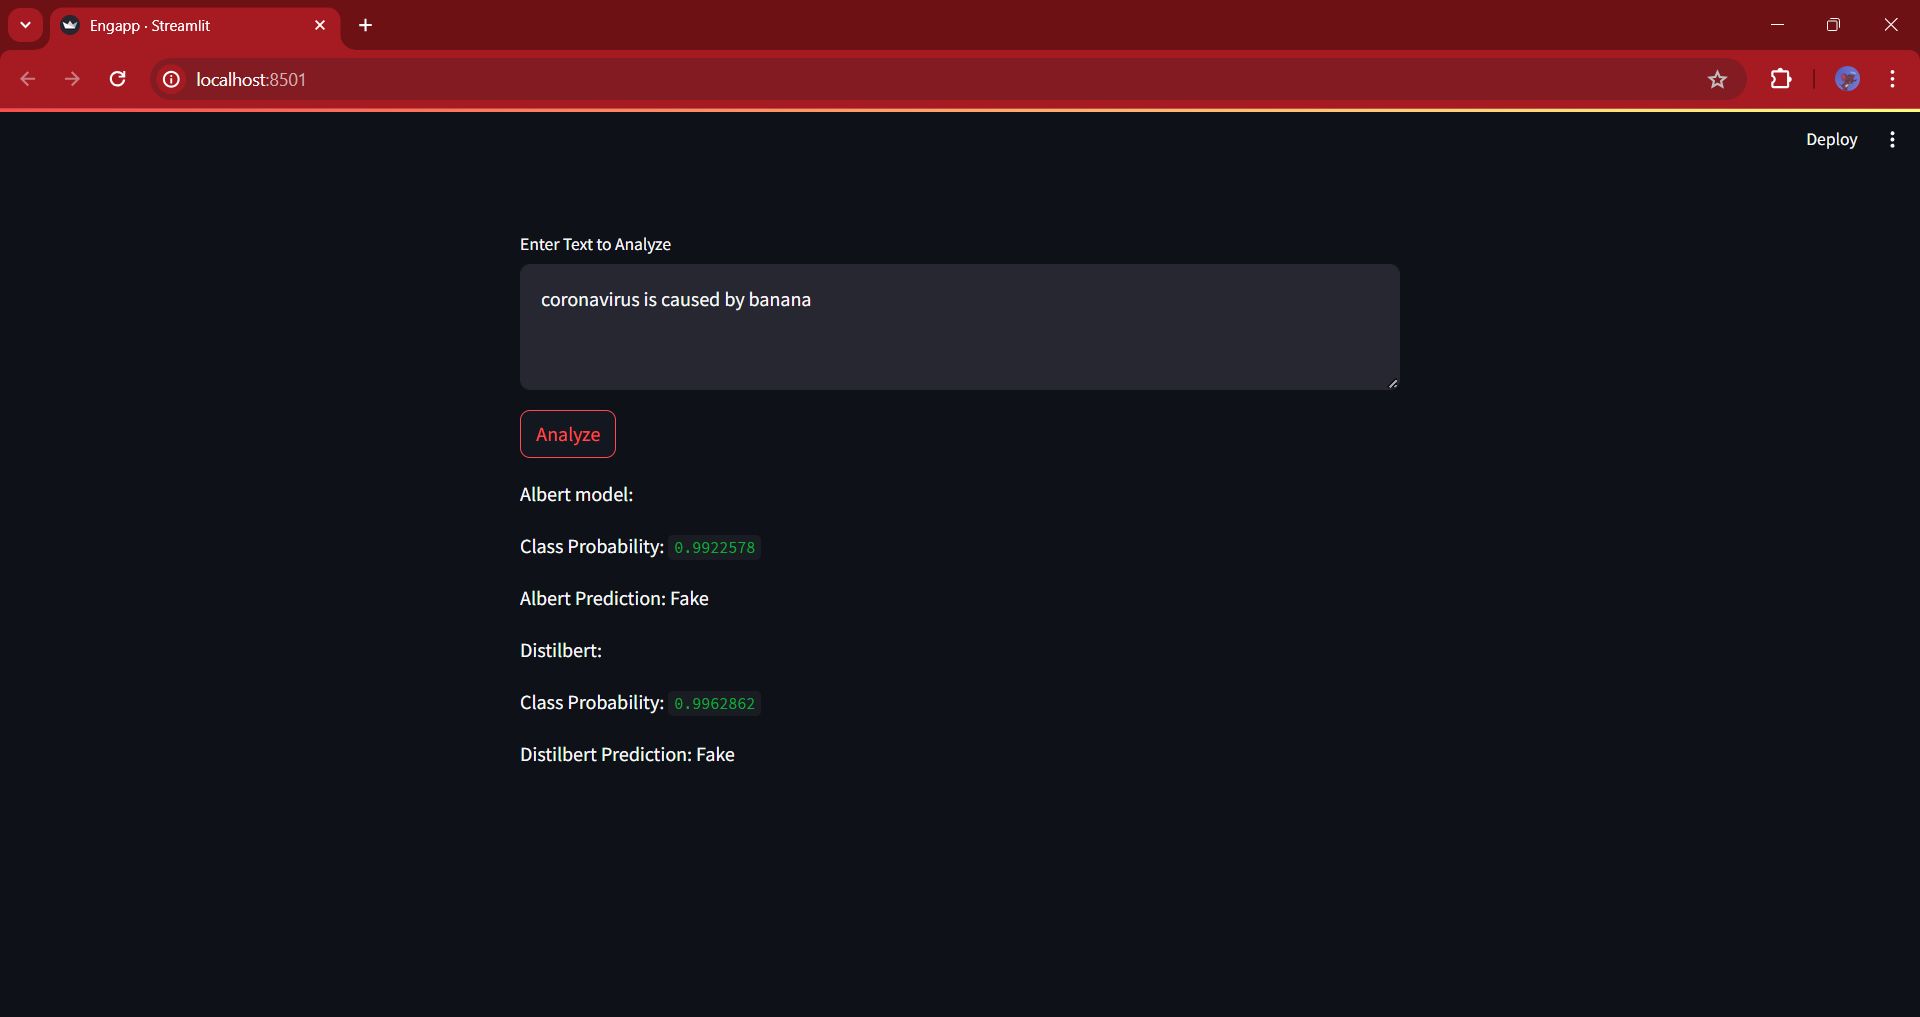 Engapp · Streamlit
localhost:8501
Deploy
Enter Text to Analyze
coronavirus is caused by banana
Analyze
Albert model:
Class Probability: 0.9922578
Albert Prediction: Fake
Distilbert:
Class Probability: 0.9962862
Distilbert Prediction: Fake